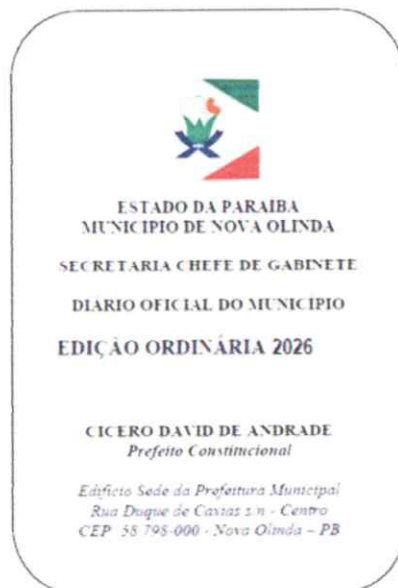 ESTADO DA PARAIBA
MUNICIPIO DE NOVA OLINDA
SECRETARIA CHEFE DE GABINETE
DIARIO OFICIAL DO MUNICÍPIO
EDIÇÃO ORDINÁRIA 2026
CICERO DAVID DE ANDRADE
Prefeito Constitucional
Edificio Sede da Prefeitura Municipal
Rua Duque de Caxias s n - Centro
CEP 58 798-000 - Nova Olinda – PB